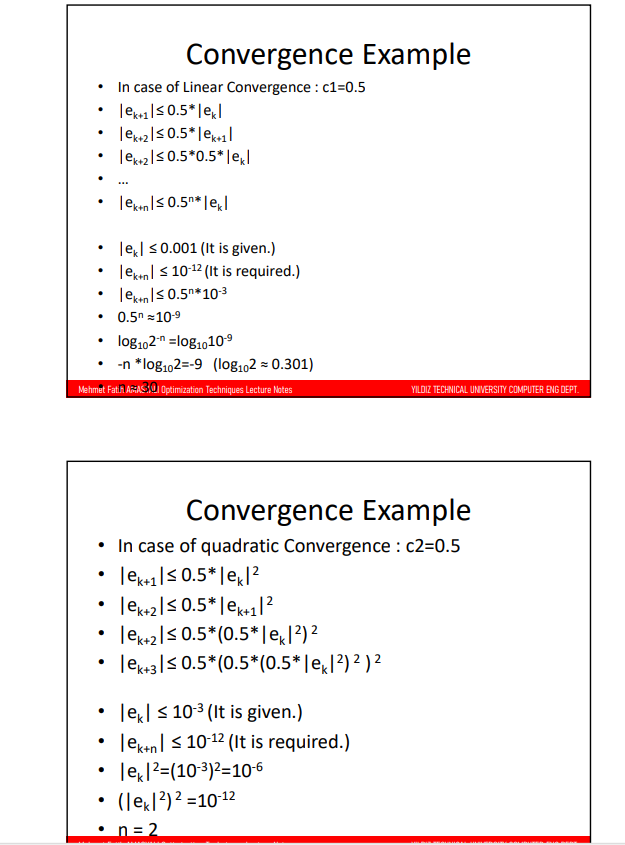 Convergence Example
• In case of Linear Convergence : c1=0.5
• |eₖ₊₁|≤ 0.5*|eₖ|
• |eₖ₊₂|≤ 0.5*|eₖ₊₁|
• |eₖ₊₂|≤ 0.5*0.5*|eₖ|
• ...
• |eₖ₊ₙ|≤ 0.5ⁿ*|eₖ|
• |eₖ| ≤ 0.001 (It is given.)
• |eₖ₊ₙ| ≤ 10⁻¹² (It is required.)
• |eₖ₊ₙ|≤ 0.5ⁿ*10⁻³
• 0.5ⁿ ≈10⁻⁹
• log₁₀2⁻ⁿ =log₁₀10⁻⁹
• -n *log₁₀2=-9 (log₁₀2 ≈ 0.301)
• n ≈ 30
Mehmet Fatih AMASYALI Optimization Techniques Lecture Notes YILDIZ TECHNICAL UNIVERSITY COMPUTER ENG DEPT.
Convergence Example
• In case of quadratic Convergence : c2=0.5
• |eₖ₊₁|≤ 0.5*|eₖ|²
• |eₖ₊₂|≤ 0.5*|eₖ₊₁|²
• |eₖ₊₂|≤ 0.5*(0.5*|eₖ|²) ²
• |eₖ₊₃|≤ 0.5*(0.5*(0.5*|eₖ|²) ² ) ²
• |eₖ| ≤ 10⁻³ (It is given.)
• |eₖ₊ₙ| ≤ 10⁻¹² (It is required.)
• |eₖ|²=(10⁻³)²=10⁻⁶
• (|eₖ|²) ² =10⁻¹²
• n = 2